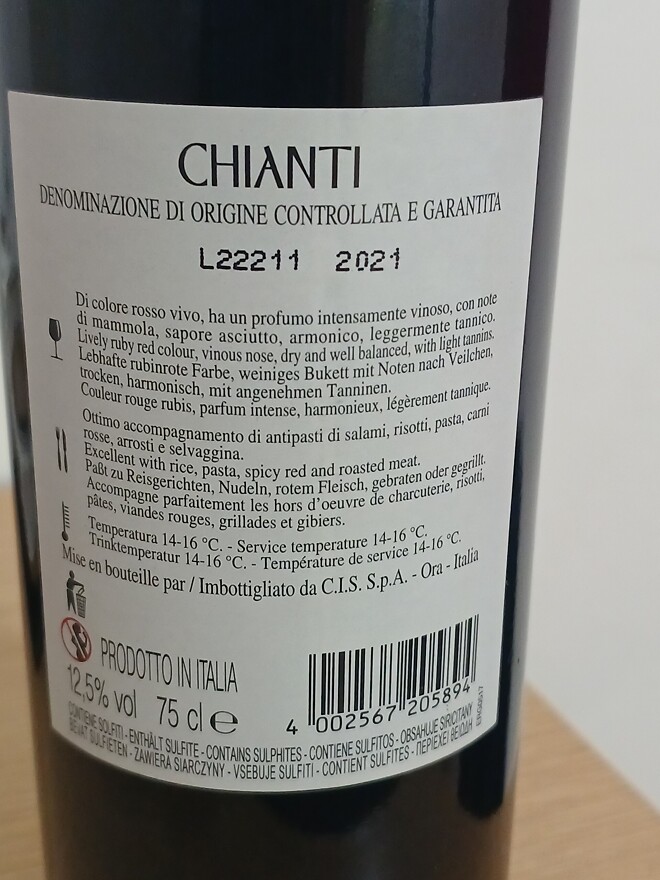 CHIANTI
DENOMINAZIONE DI ORIGINE CONTROLLATA E GARANTITA
L22211 2021
Di colore rosso vivo, ha un profumo intensamente vinoso, con note
di mammola, sapore asciutto, armonico, leggermente tannico.
Lively ruby red colour, vinous nose, dry and well balanced, with light tannins.
Lebhafte rubinrote Farbe, weiniges Bukett mit Noten nach Veilchen,
trocken, harmonisch, mit angenehmen Tanninen.
Couleur rouge rubis, parfum intense, harmonieux, légèrement tannique.
Ottimo accompagnamento di antipasti di salami, risotti, pasta, carni
rosse, arrosti e selvaggina.
Excellent with rice, pasta, spicy red and roasted meat.
Paßt zu Reisgerichten, Nudeln, rotem Fleisch, gebraten oder gegrillt.
Accompagne parfaitement les hors d'oeuvre de charcuterie, risotti,
pâtes, viandes rouges, grillades et gibiers.
Temperatura 14-16 °C. - Service temperature 14-16 °C.
Trinktemperatur 14-16 °C. - Température de service 14-16 °C.
Mise en bouteille par / Imbottigliato da C.I.S. S.p.A. - Ora - Italia
PRODOTTO IN ITALIA
12,5% vol 75 cl e
4 002567 205894
CONTIENE SOLFITI - ENTHÄLT SULFITE - CONTAINS SULPHITES - CONTIENE SULFITOS - OBSAHUJE SIRICITANY
BEVAT SULFIETEN - ZAWIERA SIARCZYNY - VSEBUJE SULFITI - CONTIENT SULFITES - ΠΕΡΙΕΧΕΙ ΘΕΙΩΔΗ